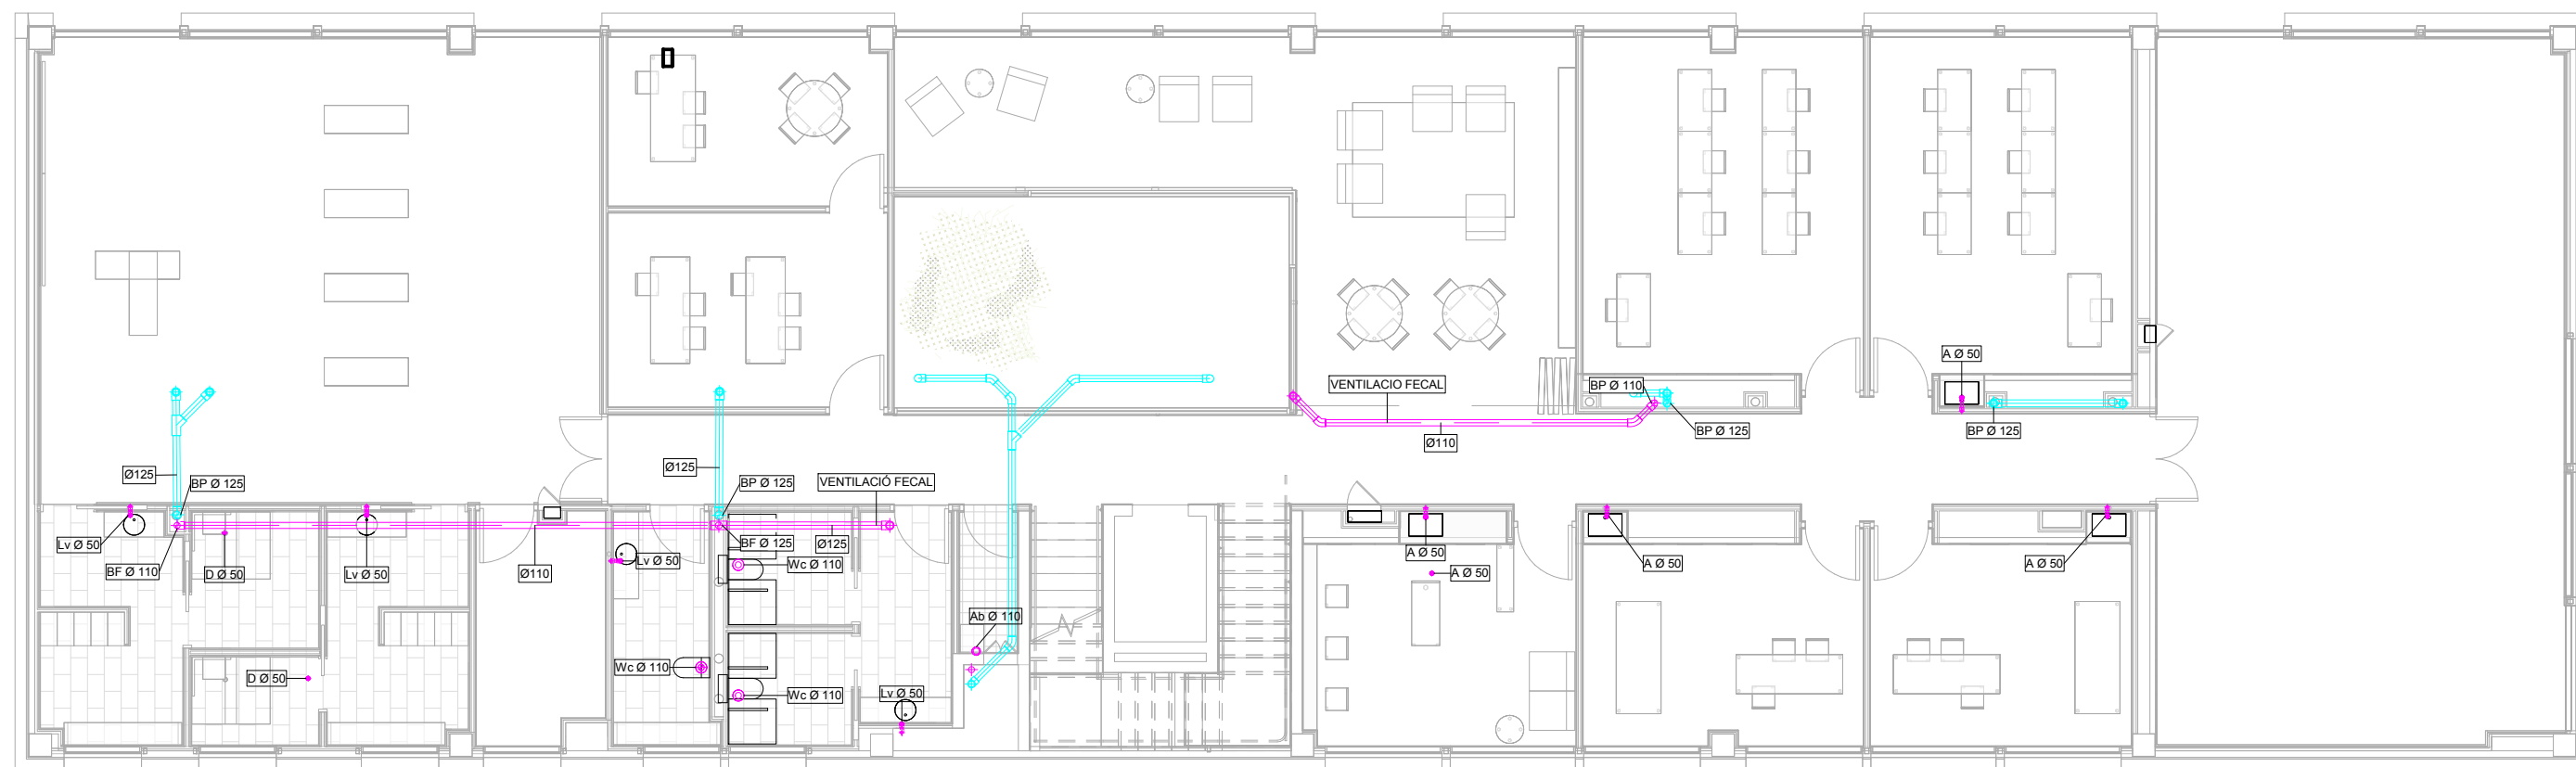 A Ø 50
VENTILACIO FECAL
BP Ø 110
Ø110
BP Ø 125
BP Ø 125
Ø125
BP Ø 125
Ø125
BP Ø 125
VENTILACIÓ FECAL
Lv Ø 50
BF Ø 110
D Ø 50
Lv Ø 50
Ø110
Lv Ø 50
BF Ø 125
Ø125
Wc Ø 110
A Ø 50
A Ø 50
A Ø 50
A Ø 50
Ab Ø 110
Wc Ø 110
D Ø 50
Wc Ø 110
Lv Ø 50